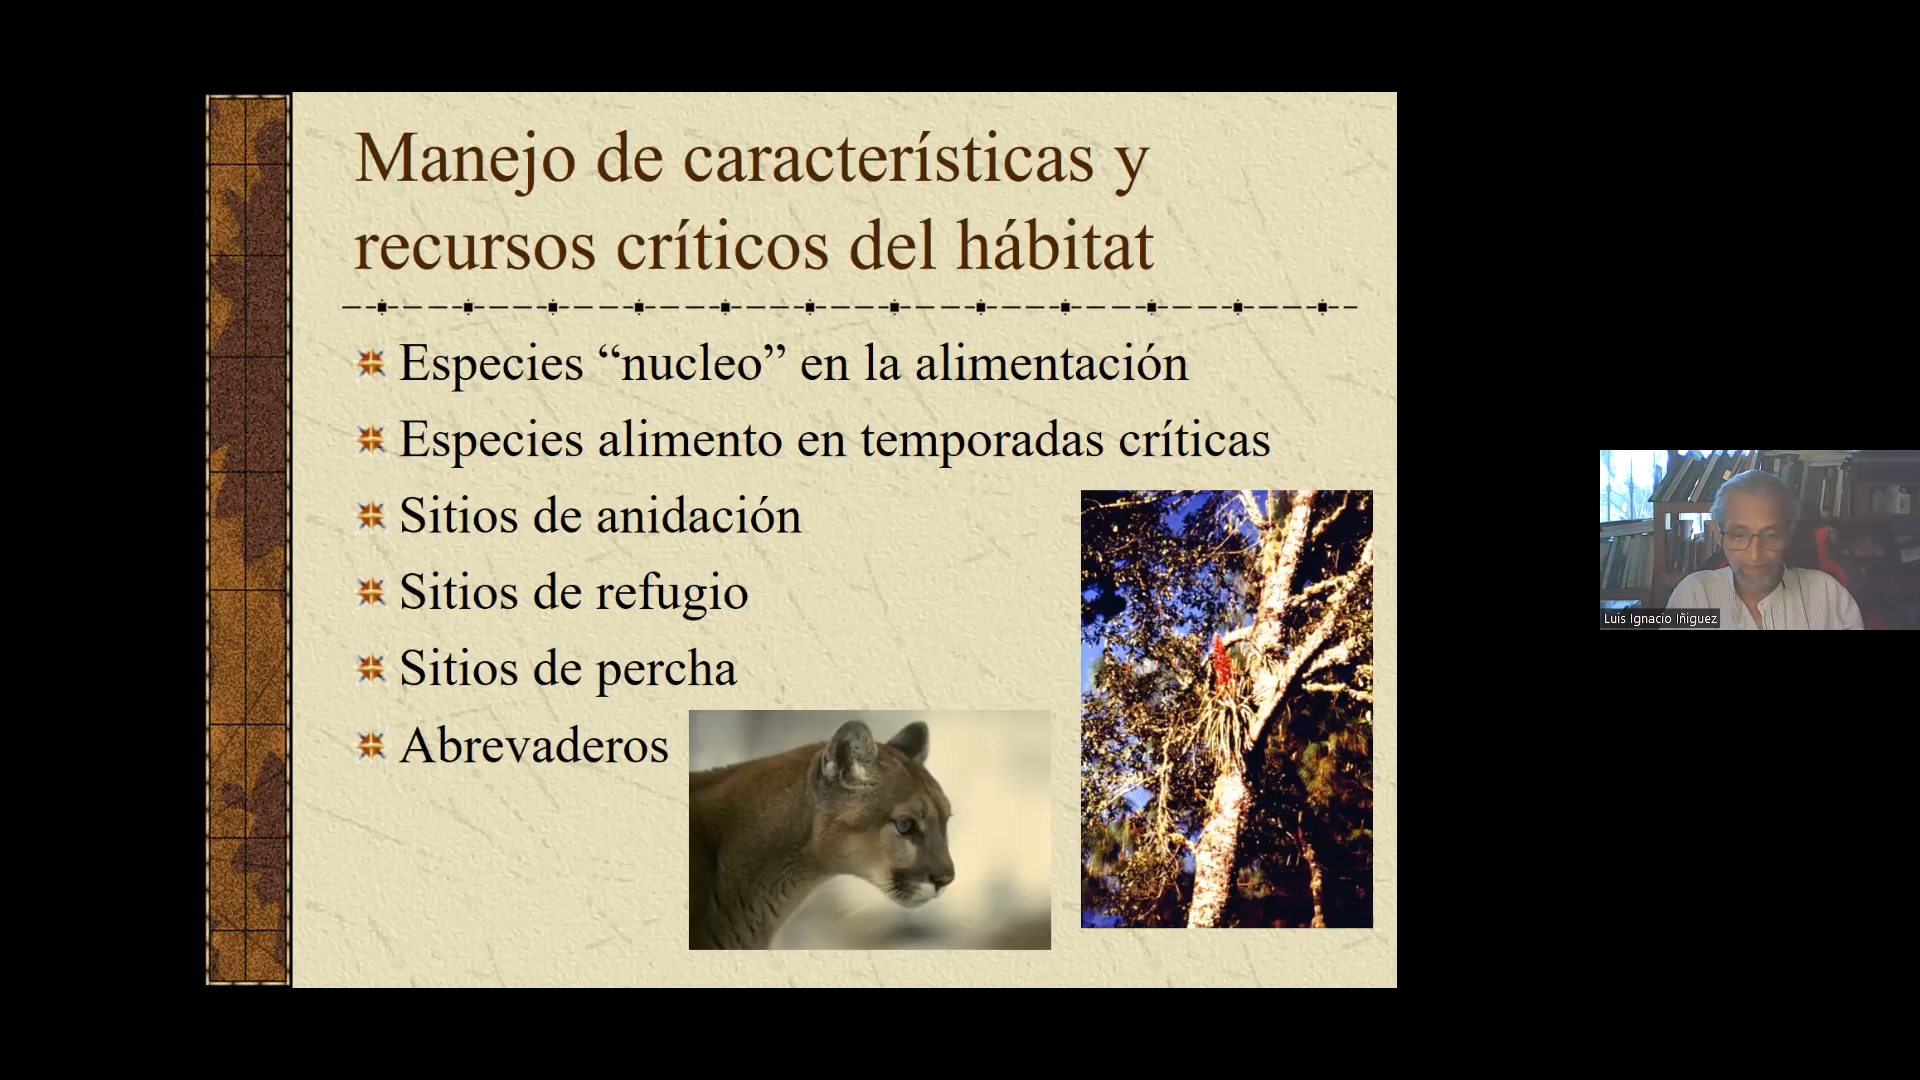 Manejo de características y
recursos críticos del hábitat
Especies “nucleo” en la alimentación
Especies alimento en temporadas críticas
Sitios de anidación
Sitios de refugio
Sitios de percha
Abrevaderos
Luis Ignacio Iñiguez